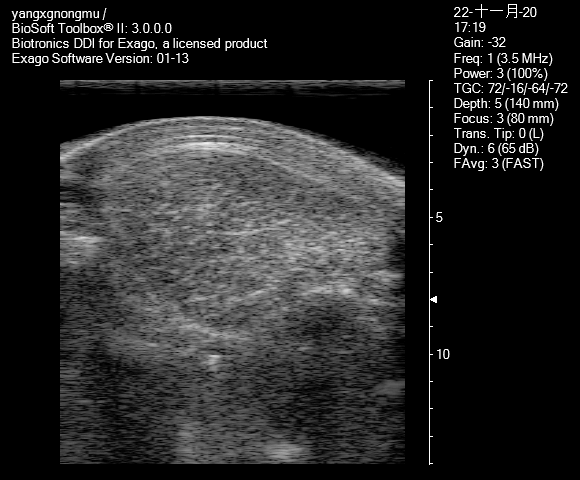 yangxgnongmu /
BioSoft Toolbox® II: 3.0.0.0
Biotronics DDI for Exago, a licensed product
Exago Software Version: 01-13
22-十一月-20
17:19
Gain: -32
Freq: 1 (3.5 MHz)
Power: 3 (100%)
TGC: 72/-16/-64/-72
Depth: 5 (140 mm)
Focus: 3 (80 mm)
Trans. Tip: 0 (L)
Dyn.: 6 (65 dB)
FAvg: 3 (FAST)
5
10